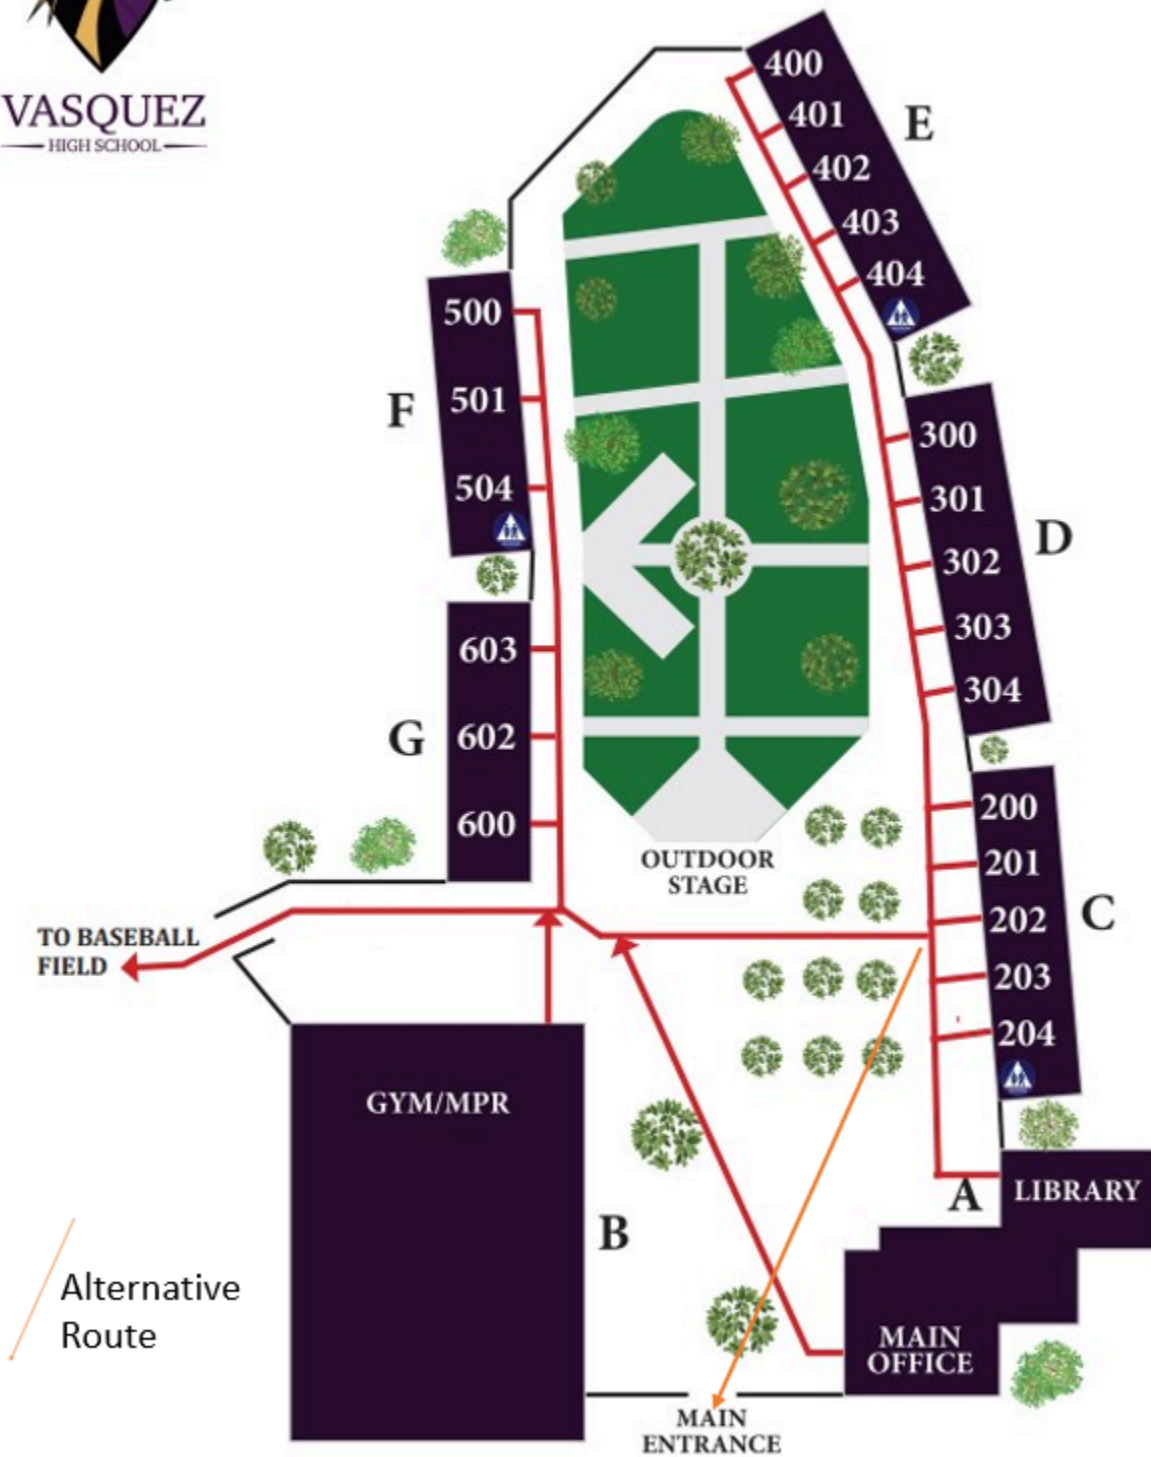 VASQUEZ
HIGH SCHOOL
400
401
402
403
404
E
500
501
504
F
300
301
302
303
304
D
603
602
600
G
200
201
202
203
204
C
OUTDOOR
STAGE
TO BASEBALL
FIELD
GYM/MPR
B
A
LIBRARY
MAIN
OFFICE
MAIN
ENTRANCE
Alternative
Route